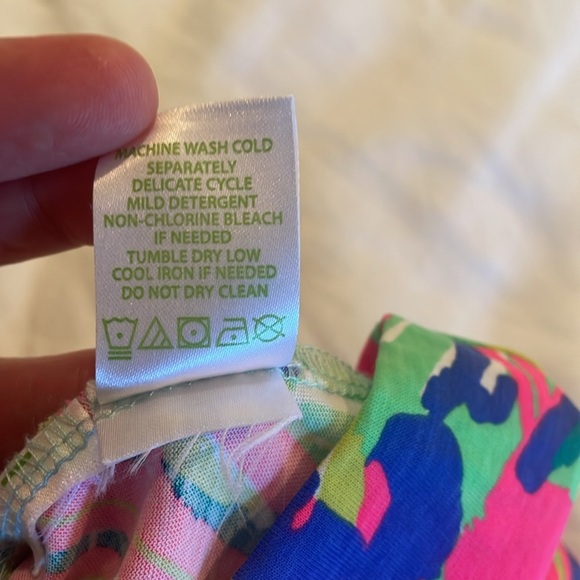 MACHINE WASH COLD
SEPARATELY
DELICATE CYCLE
MILD DETERGENT
NON-CHLORINE BLEACH
IF NEEDED
TUMBLE DRY LOW
COOL IRON IF NEEDED
DO NOT DRY CLEAN